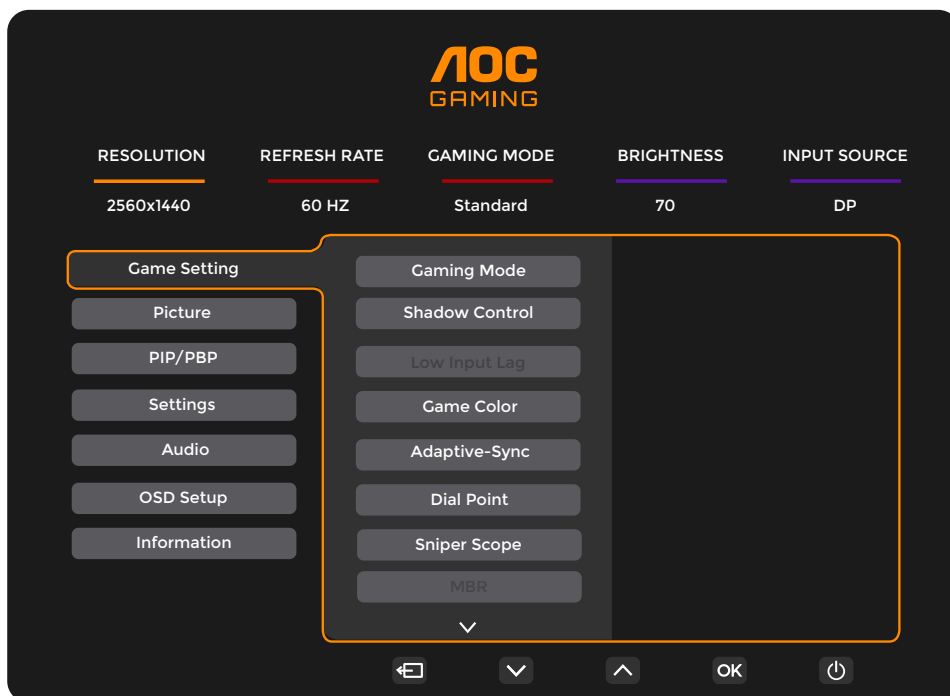 AOC
GAMING
RESOLUTION REFRESH RATE GAMING MODE BRIGHTNESS INPUT SOURCE
2560x1440 60 HZ Standard 70 DP
Game Setting
Picture
PIP/PBP
Settings
Audio
OSD Setup
Information
Gaming Mode
Shadow Control
Low Input Lag
Game Color
Adaptive-Sync
Dial Point
Sniper Scope
MBR
OK